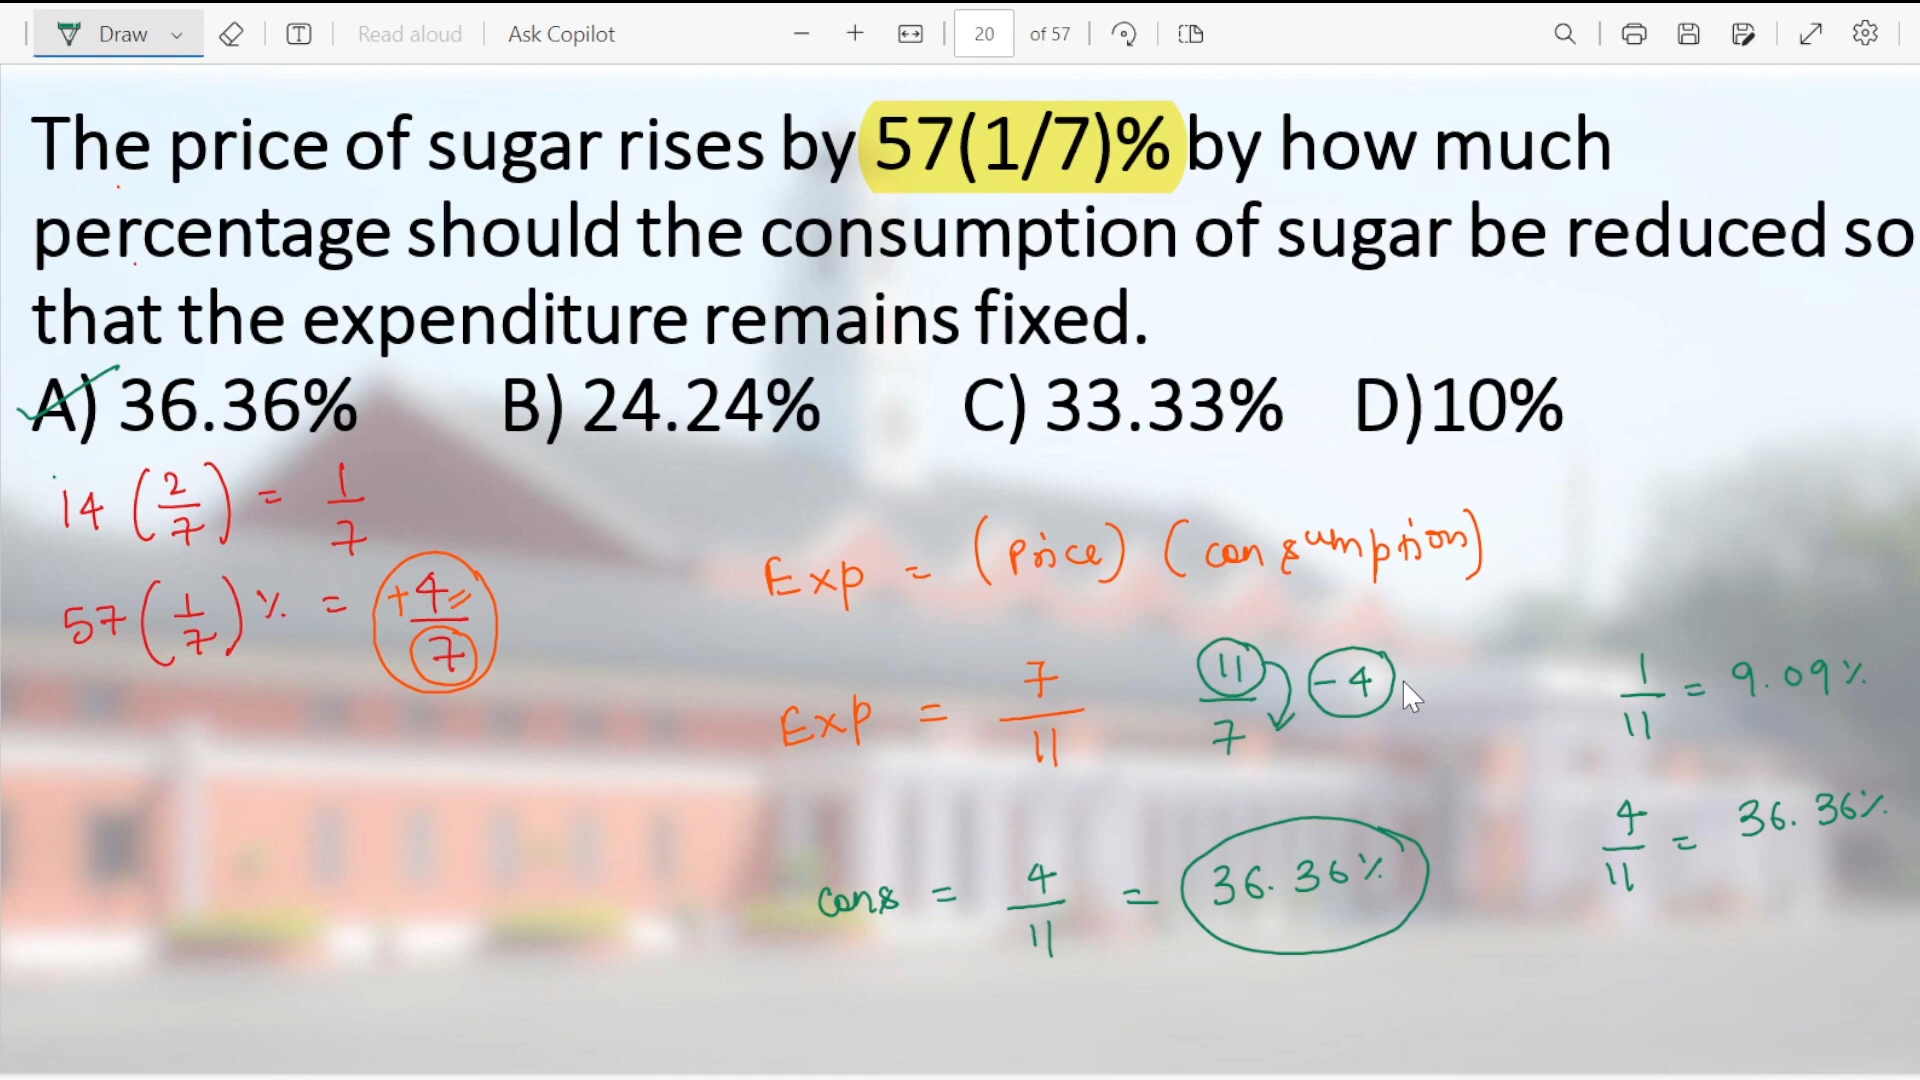 Draw Read aloud Ask Copilot 20 of 57
The price of sugar rises by 57(1/7)% by how much
percentage should the consumption of sugar be reduced so
that the expenditure remains fixed.
A) 36.36% B) 24.24% C) 33.33% D)10%
14 (2/7) = 1/7
57 (1/7) % = +4/7
Exp = (Price) (consumption)
Exp = 7/11
11/7 -4
1/11 = 9.09%
4/11 = 36.36%
cons = 4/11 = 36.36%